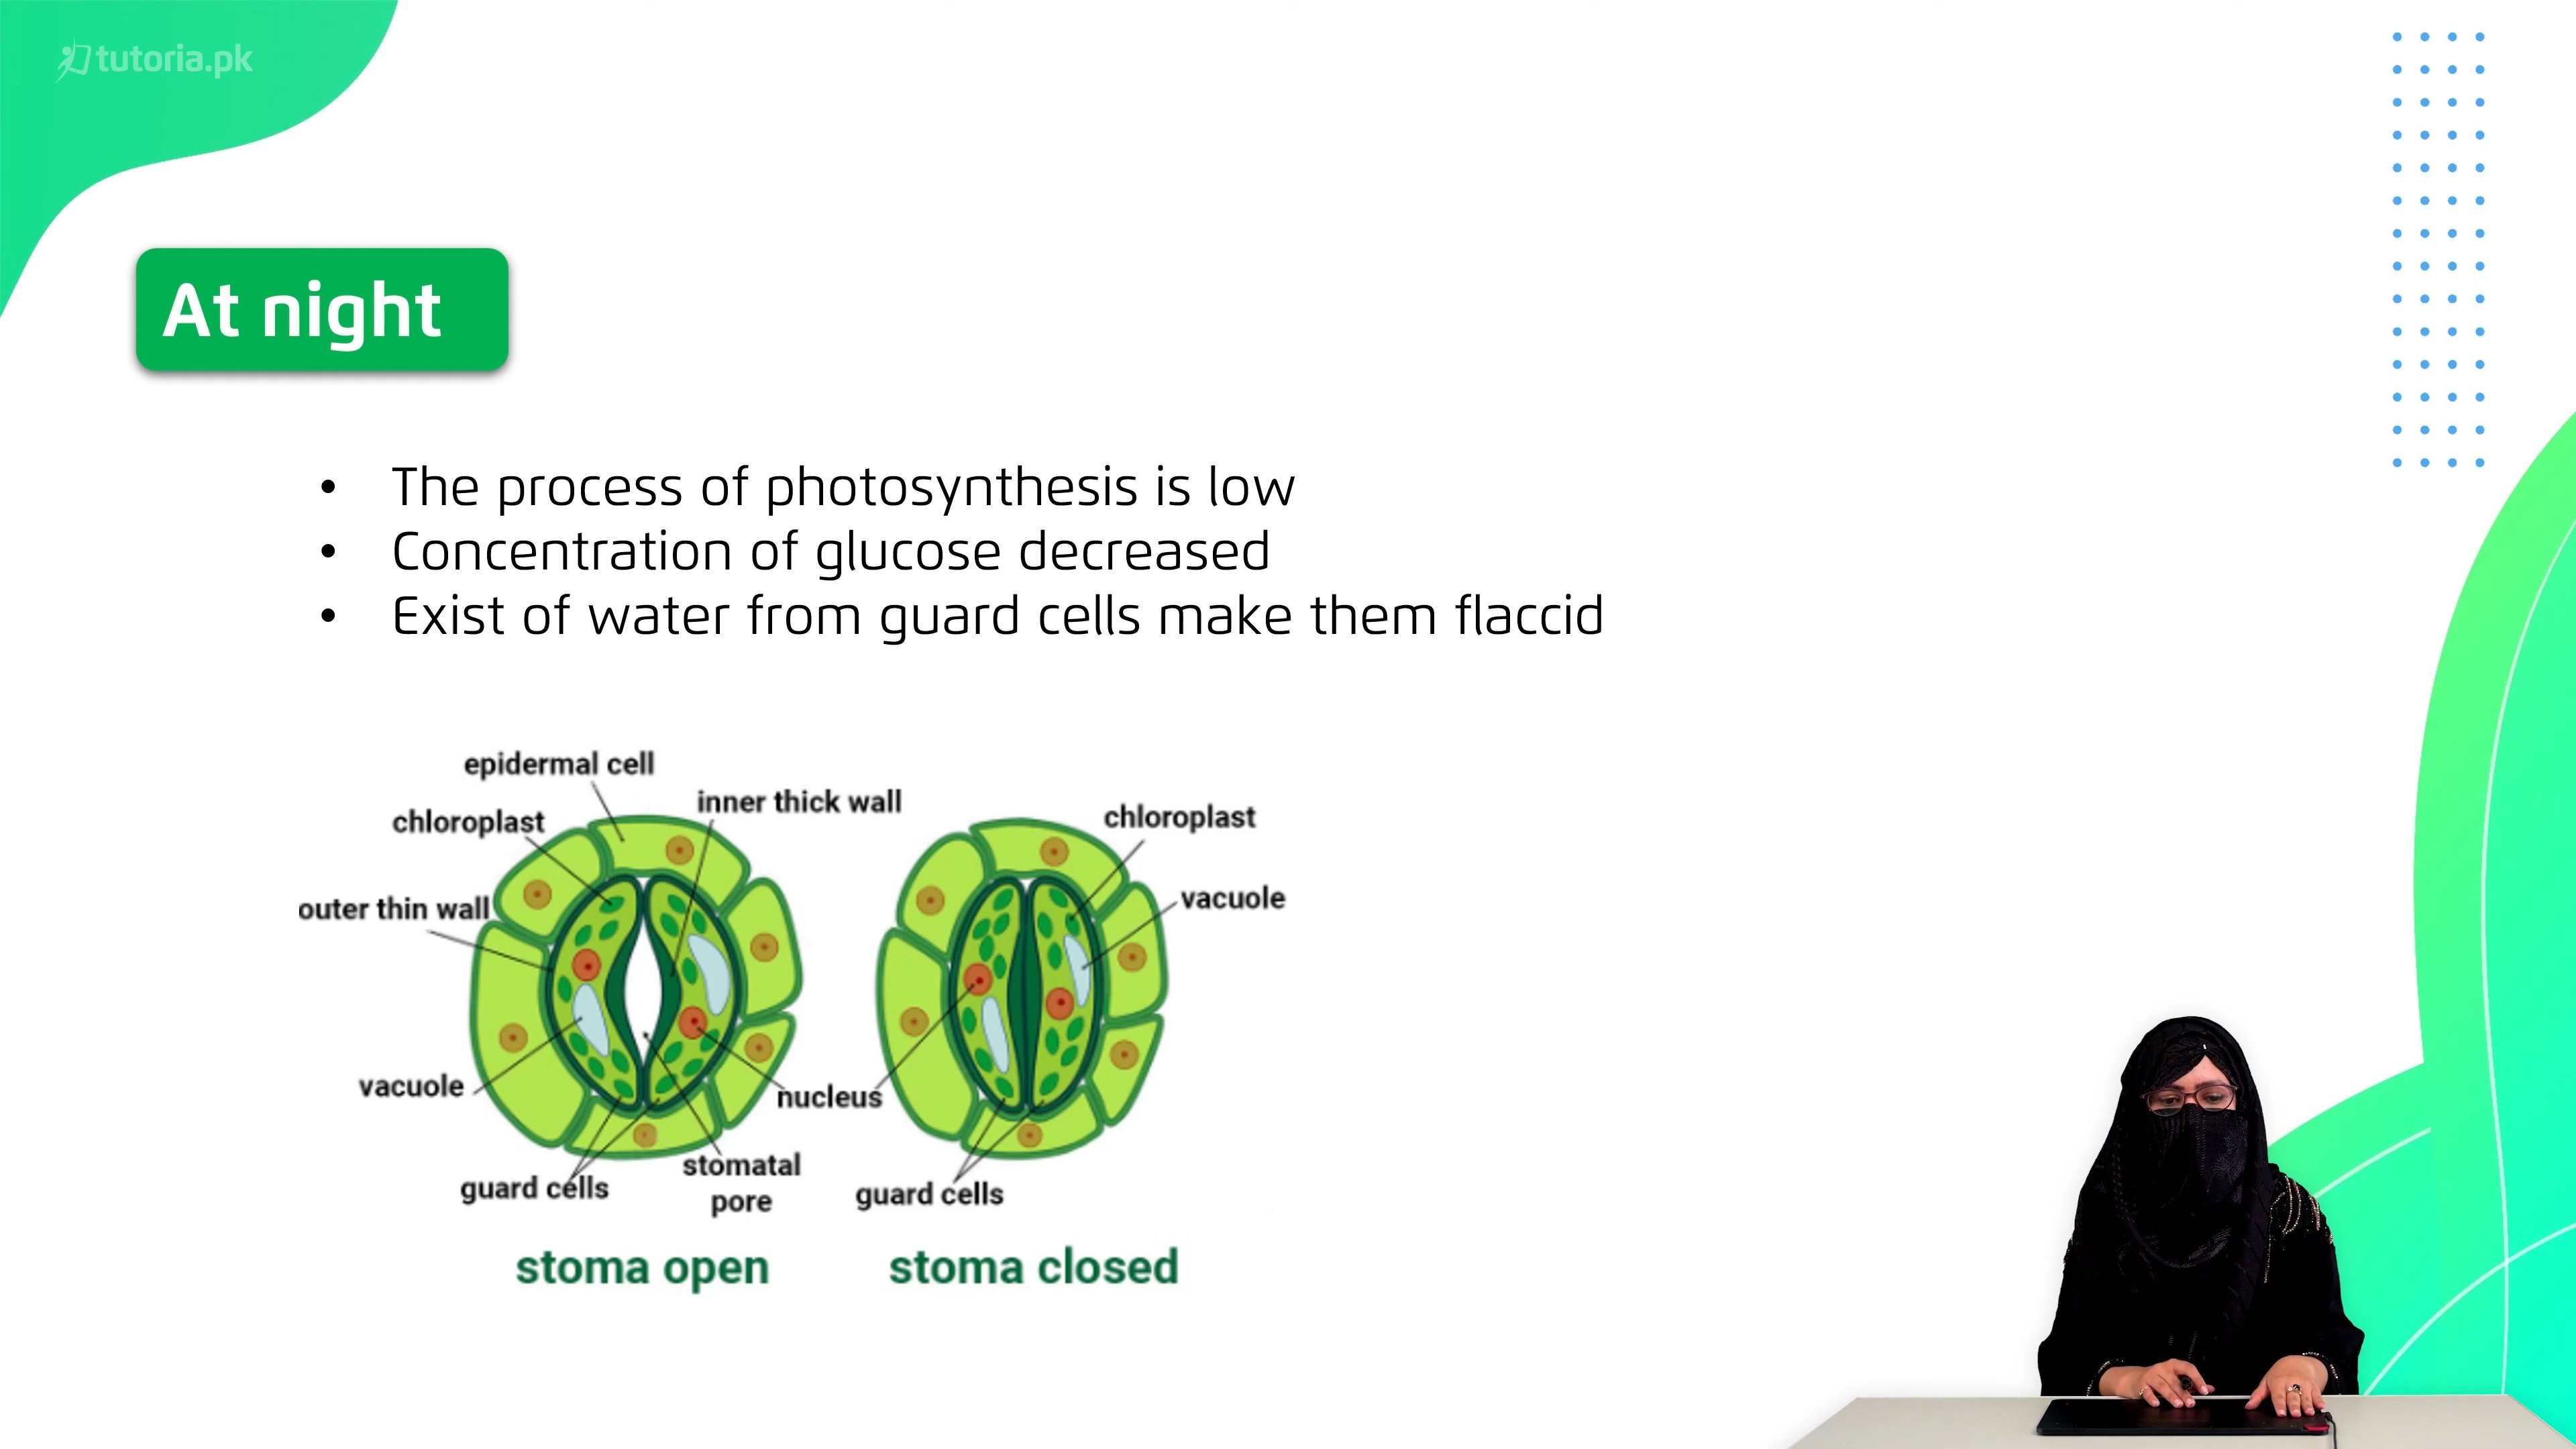 tutoria.pk
At night
• The process of photosynthesis is low
• Concentration of glucose decreased
• Exist of water from guard cells make them flaccid
epidermal cell
inner thick wall
chloroplast
outer thin wall
vacuole
guard cells
stomatal
pore
nucleus
chloroplast
vacuole
guard cells
stoma open
stoma closed